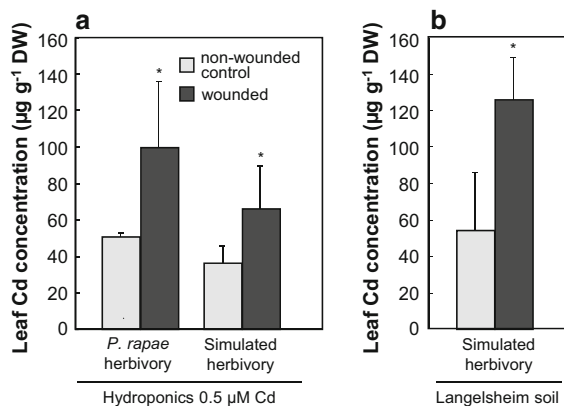 a
Leaf Cd concentration (µg g⁻¹ DW)
160
140
120
100
80
60
40
20
0
non-wounded
control
wounded
*
*
P. rapae
herbivory
Simulated
herbivory
Hydroponics 0.5 µM Cd
b
Leaf Cd concentration (µg g⁻¹ DW)
160
140
120
100
80
60
40
20
0
*
Simulated
herbivory
Langelsheim soil